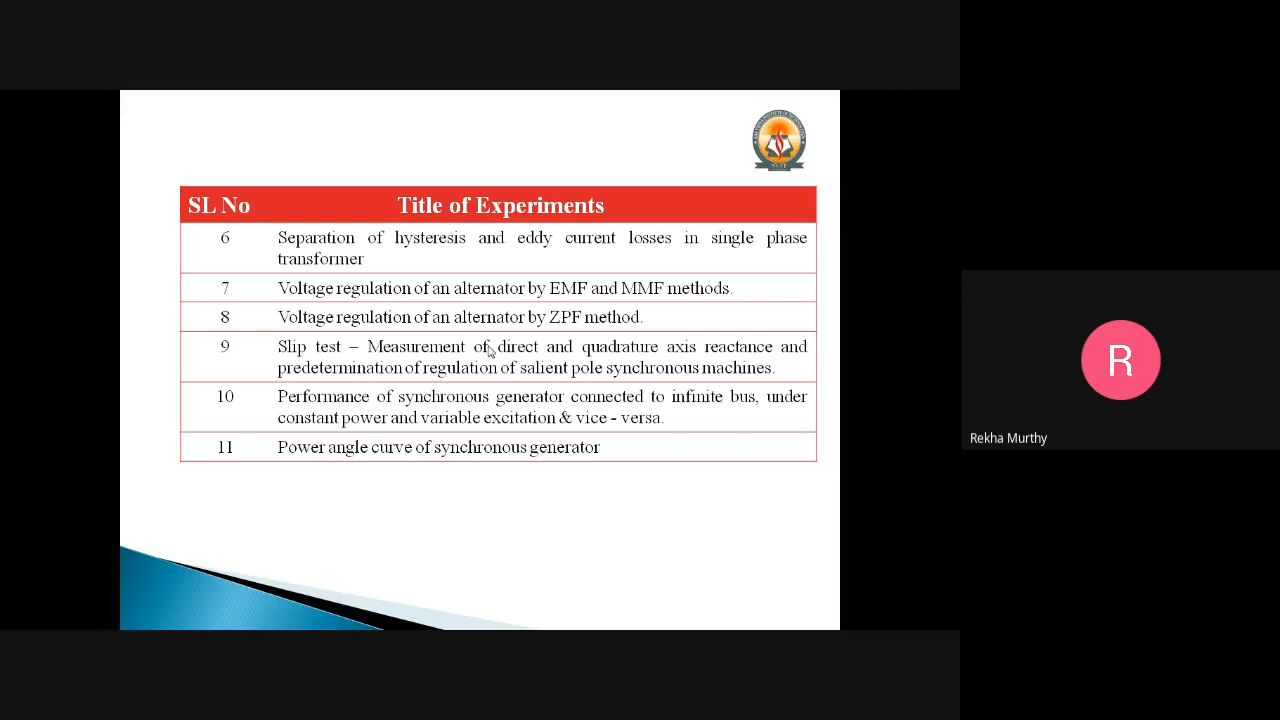 SL No Title of Experiments
6 Separation of hysteresis and eddy current losses in single phase
transformer
7 Voltage regulation of an alternator by EMF and MMF methods.
8 Voltage regulation of an alternator by ZPF method.
9 Slip test – Measurement of direct and quadrature axis reactance and
predetermination of regulation of salient pole synchronous machines.
10 Performance of synchronous generator connected to infinite bus, under
constant power and variable excitation & vice - versa.
11 Power angle curve of synchronous generator
R
Rekha Murthy